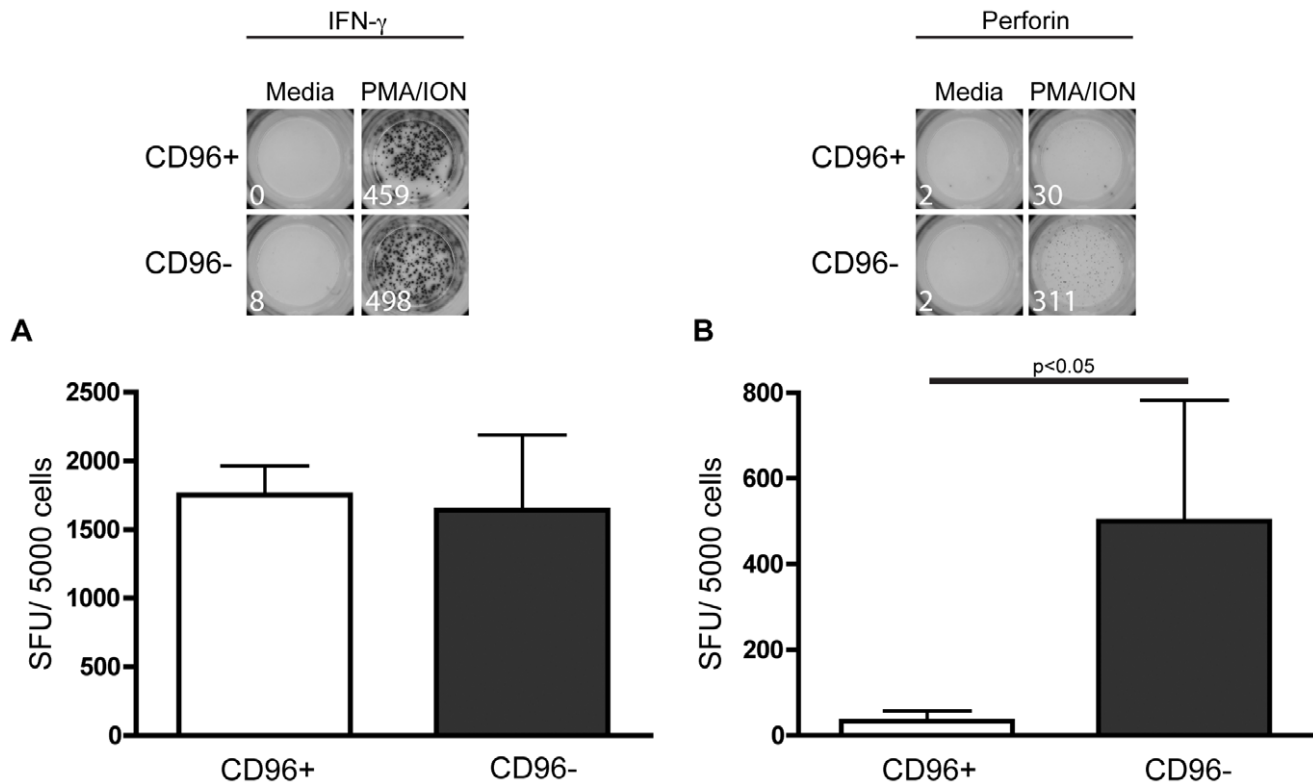 IFN-γ
Media PMA/ION
CD96+
0 459
CD96-
8 498
Perforin
Media PMA/ION
CD96+
2 30
CD96-
2 311
A
2500
2000
1500
1000
500
0
SFU/ 5000 cells
CD96+ CD96-
B
p<0.05
800
600
400
200
0
SFU/ 5000 cells
CD96+ CD96-